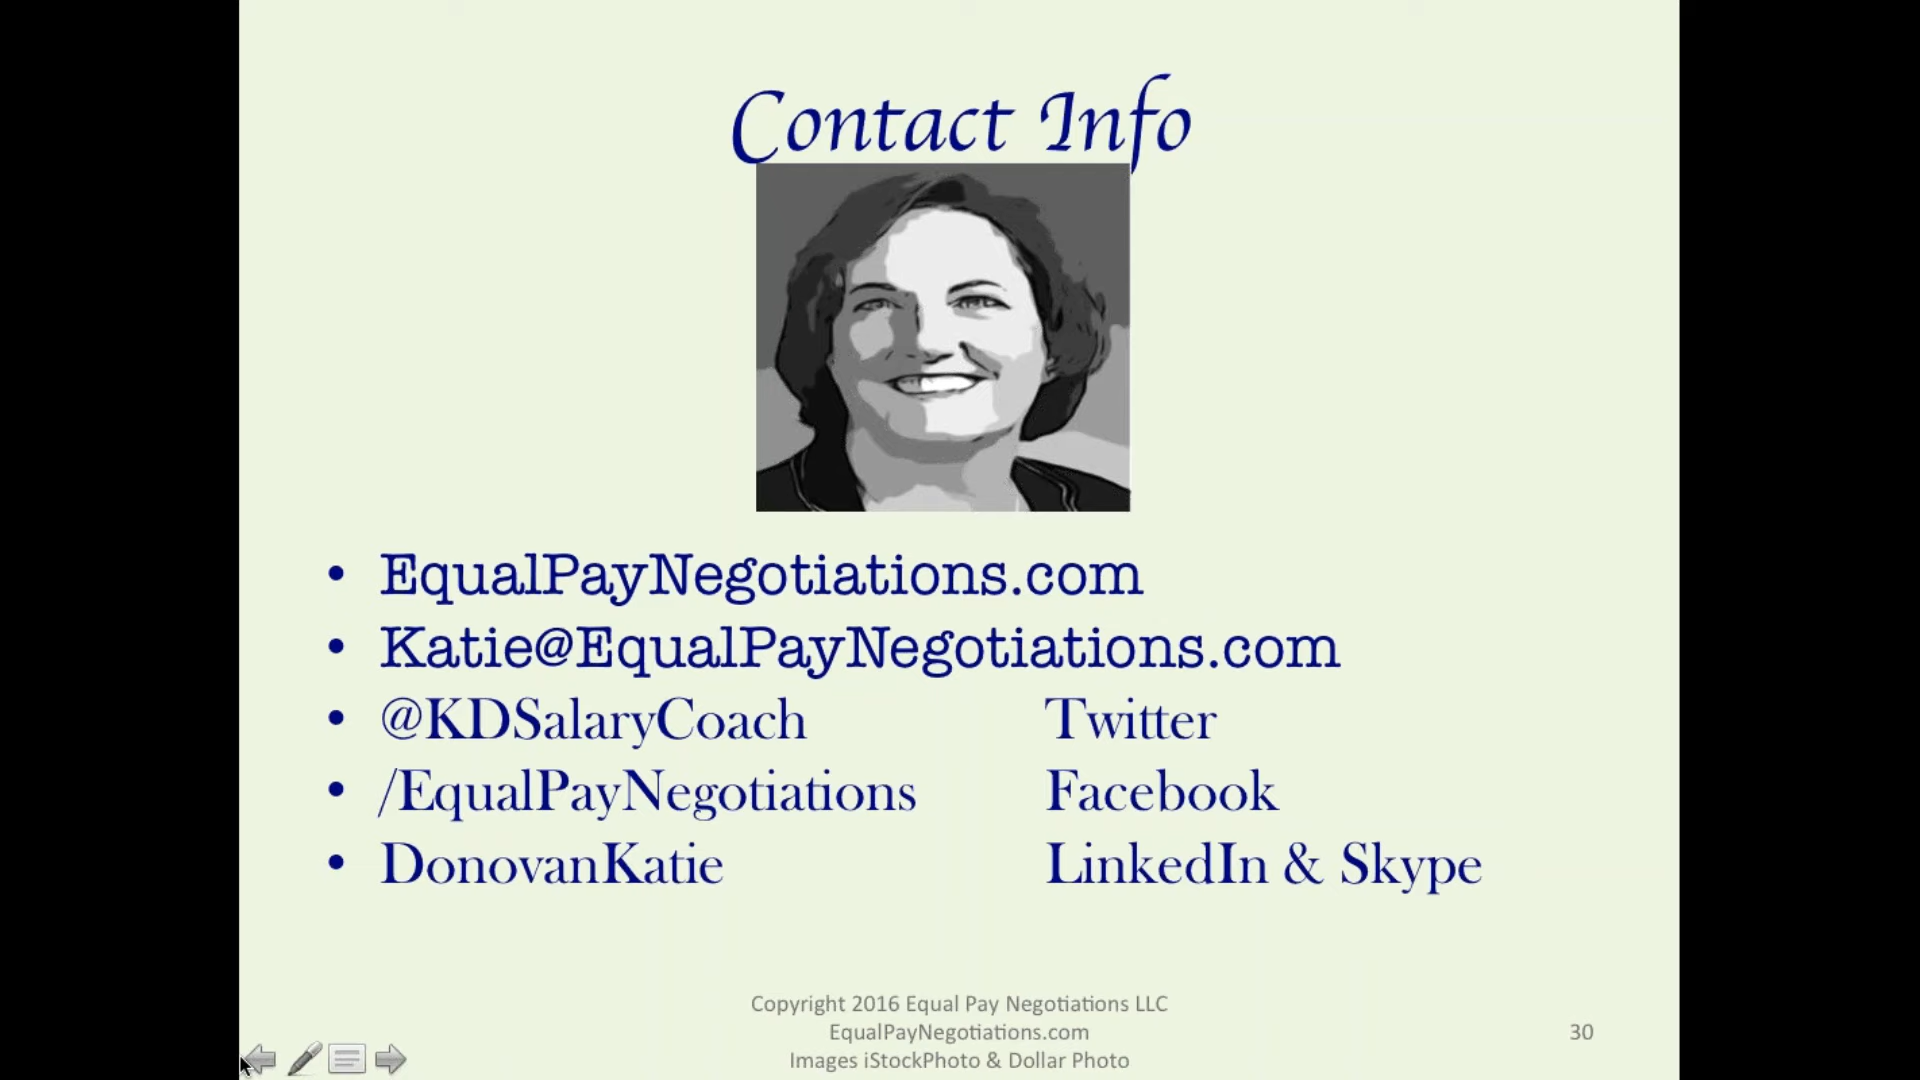 Contact Info
EqualPayNegotiations.com
Katie@EqualPayNegotiations.com
@KDSalaryCoach Twitter
/EqualPayNegotiations Facebook
DonovanKatie LinkedIn & Skype
Copyright 2016 Equal Pay Negotiations LLC
EqualPayNegotiations.com
Images iStockPhoto & Dollar Photo
30